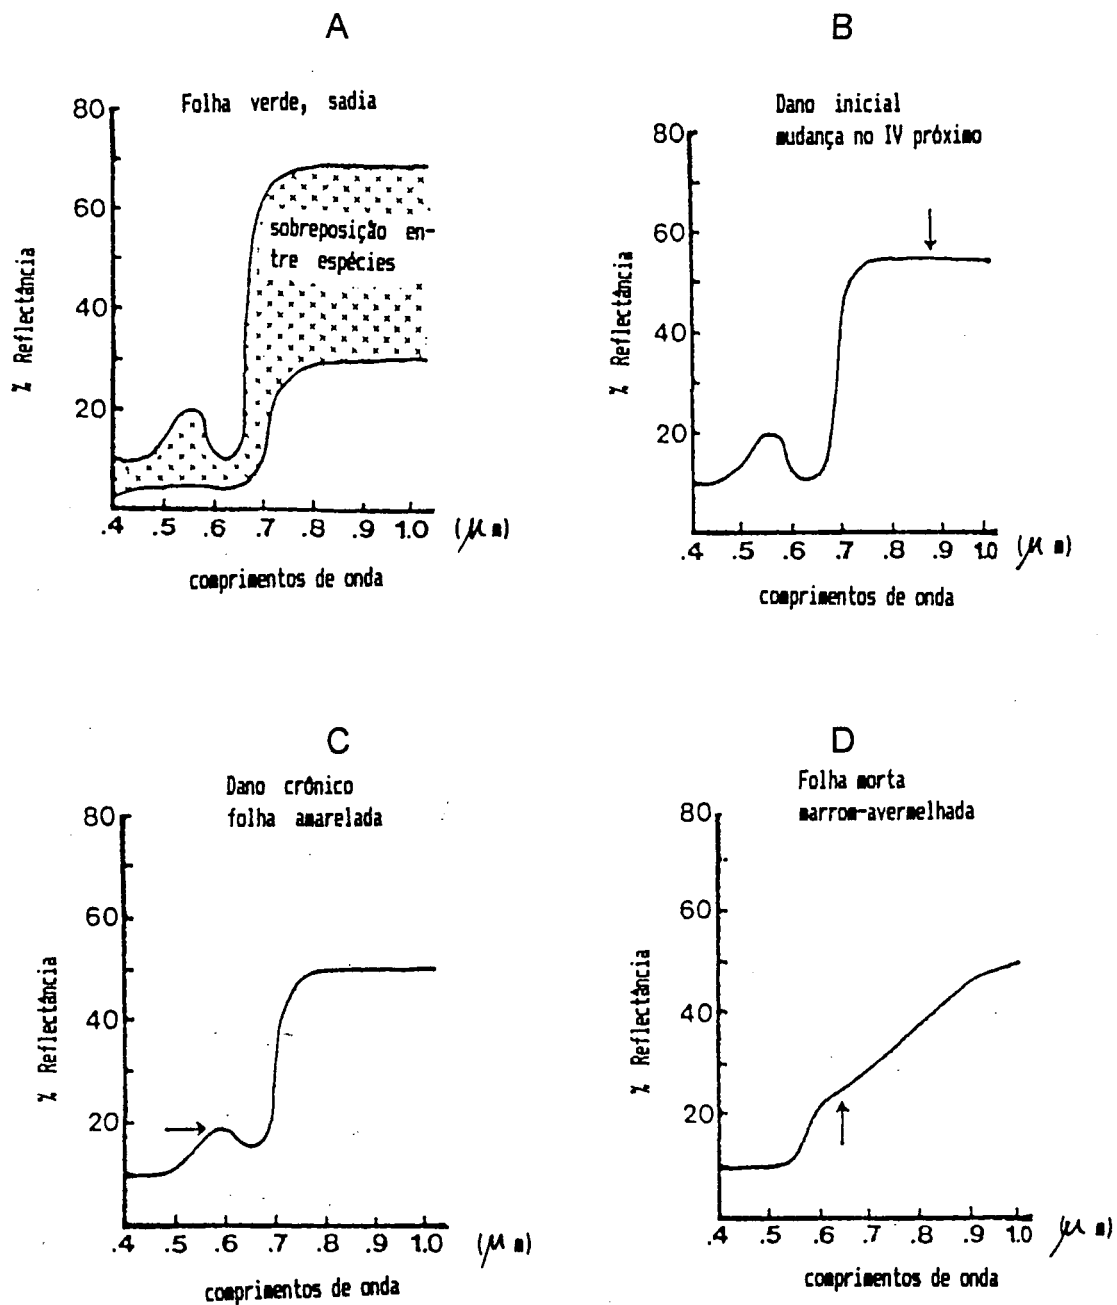 A
Folha verde, sadia
80
60
40
20
% Reflectância
sobreposição en-
tre espécies
.4 .5 .6 .7 .8 .9 1.0 (μm)
comprimentos de onda
B
Dano inicial
mudança no IV próximo
80
60
40
20
% Reflectância
.4 .5 .6 .7 .8 .9 1.0 (μm)
comprimentos de onda
C
Dano crônico
folha amarelada
80
60
40
20
% Reflectância
.4 .5 .6 .7 .8 .9 1.0 (μm)
comprimentos de onda
D
Folha morta
marrom-avermelhada
80
60
40
20
% Reflectância
.4 .5 .6 .7 .8 .9 1.0 (μm)
comprimentos de onda